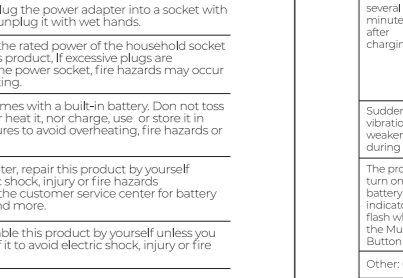 lug the power adapter into a socket with
unplug it with wet hands.
the rated power of the household socket
s product, If excessive plugs are
ne power socket, fire hazards may occur
ing.
mes with a built-in battery. Don not toss
r heat it, nor charge, use or store it in
ures to avoid overheating, fire hazards or
ter, repair this product by yourself
c shock, injury or fire hazards
the customer service center for battery
nd more.
ble this product by yourself unless you
f it to avoid electric shock, injury or fire
several
minute
after
chargin
Sudden
vibratio
weaken
during
The pro
turn on
battery
indicato
flash wh
the Mu
Button
Other: